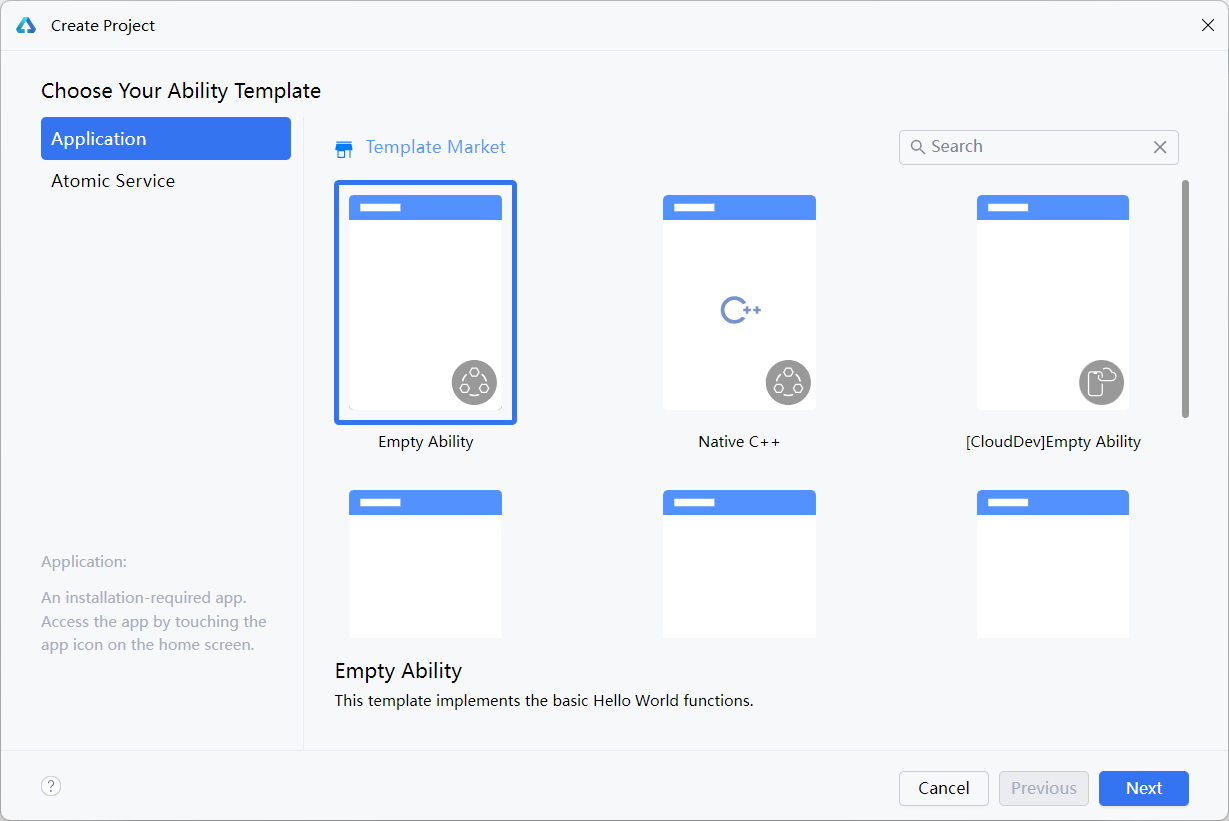 Create Project
Choose Your Ability Template
Application
Atomic Service
Template Market
Search
C++
Empty Ability
Native C++
[CloudDev]Empty Ability
Application:
An installation-required app.
Access the app by touching the
app icon on the home screen.
Empty Ability
This template implements the basic Hello World functions.
?
Cancel
Previous
Next